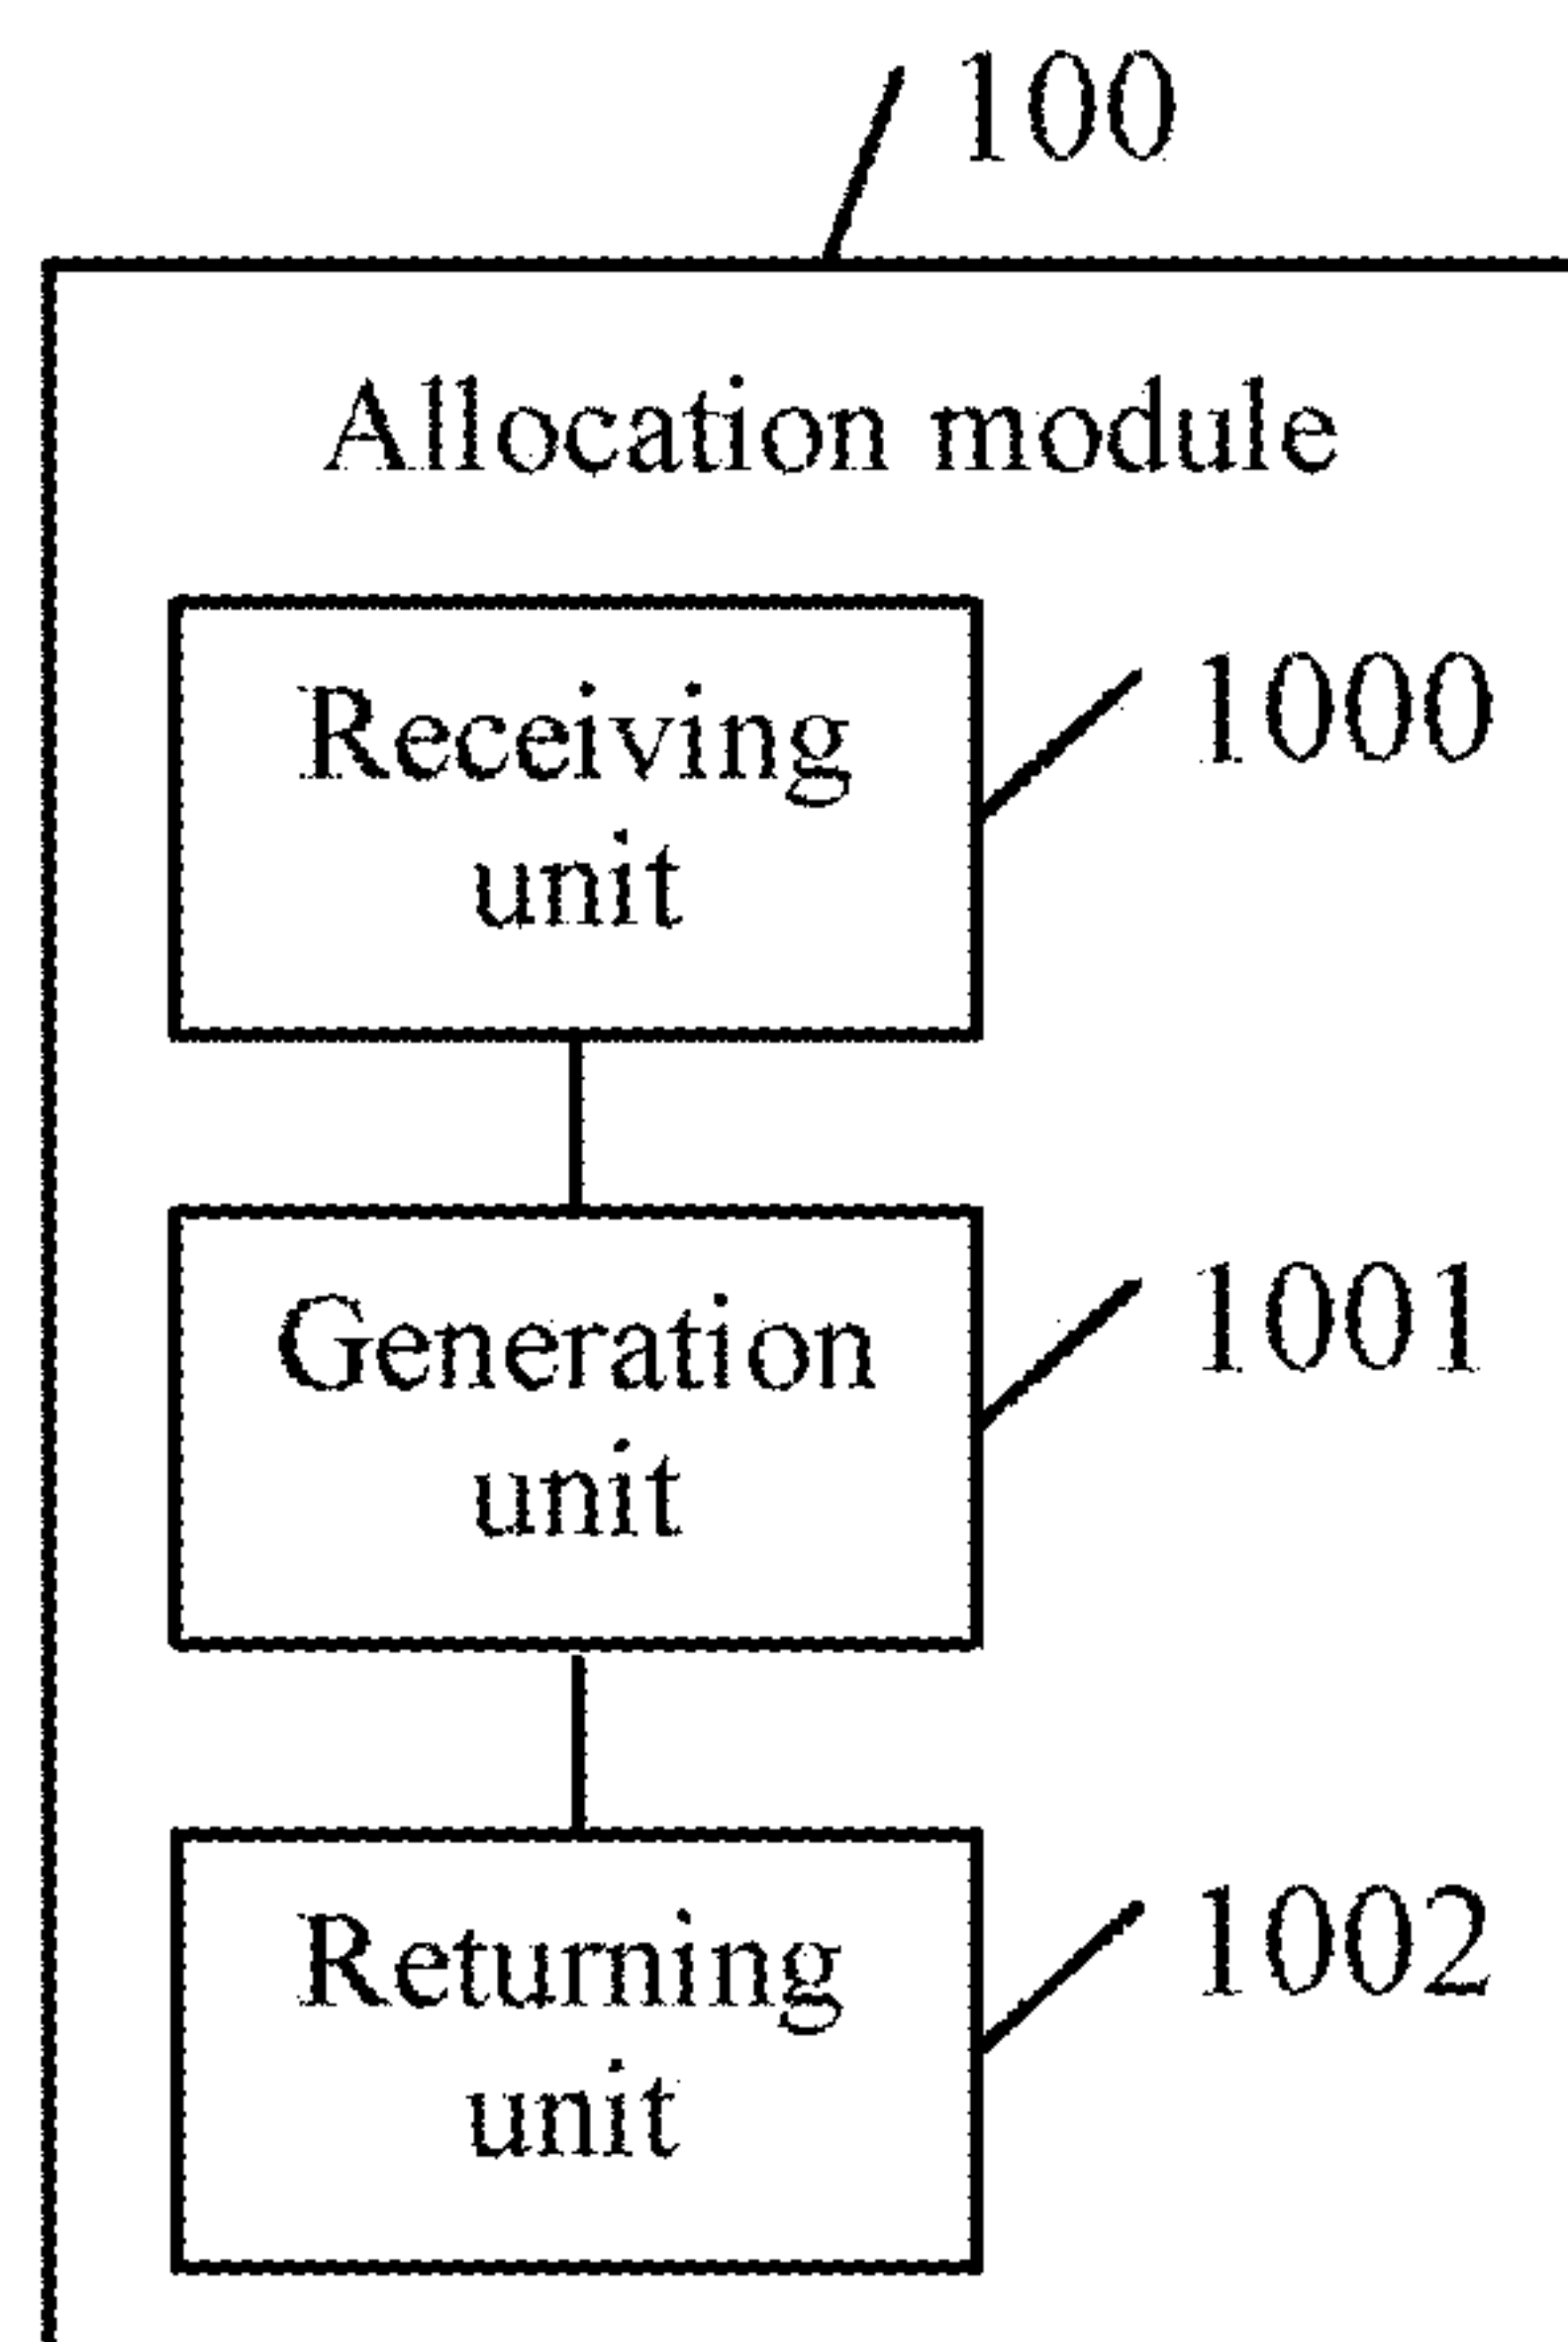 100
Allocation module
Receiving
unit
1000
Generation
unit
1001
Returning
unit
1002